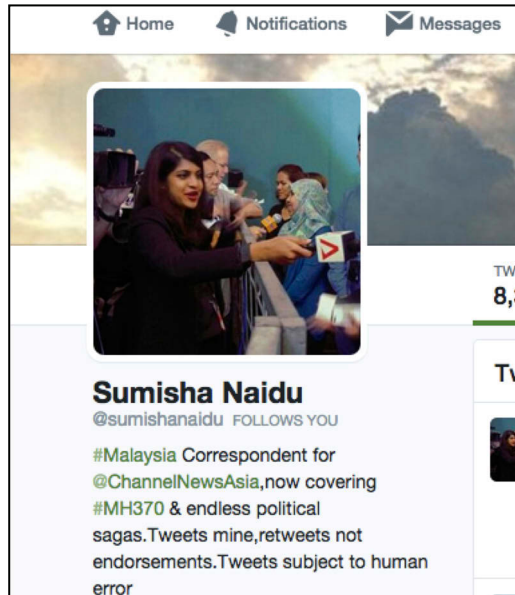 Home Notifications Messages
TW
8,
Tw
Sumisha Naidu
@sumishanaidu FOLLOWS YOU
#Malaysia Correspondent for
@ChannelNewsAsia,now covering
#MH370 & endless political
sagas.Tweets mine,retweets not
endorsements.Tweets subject to human
error